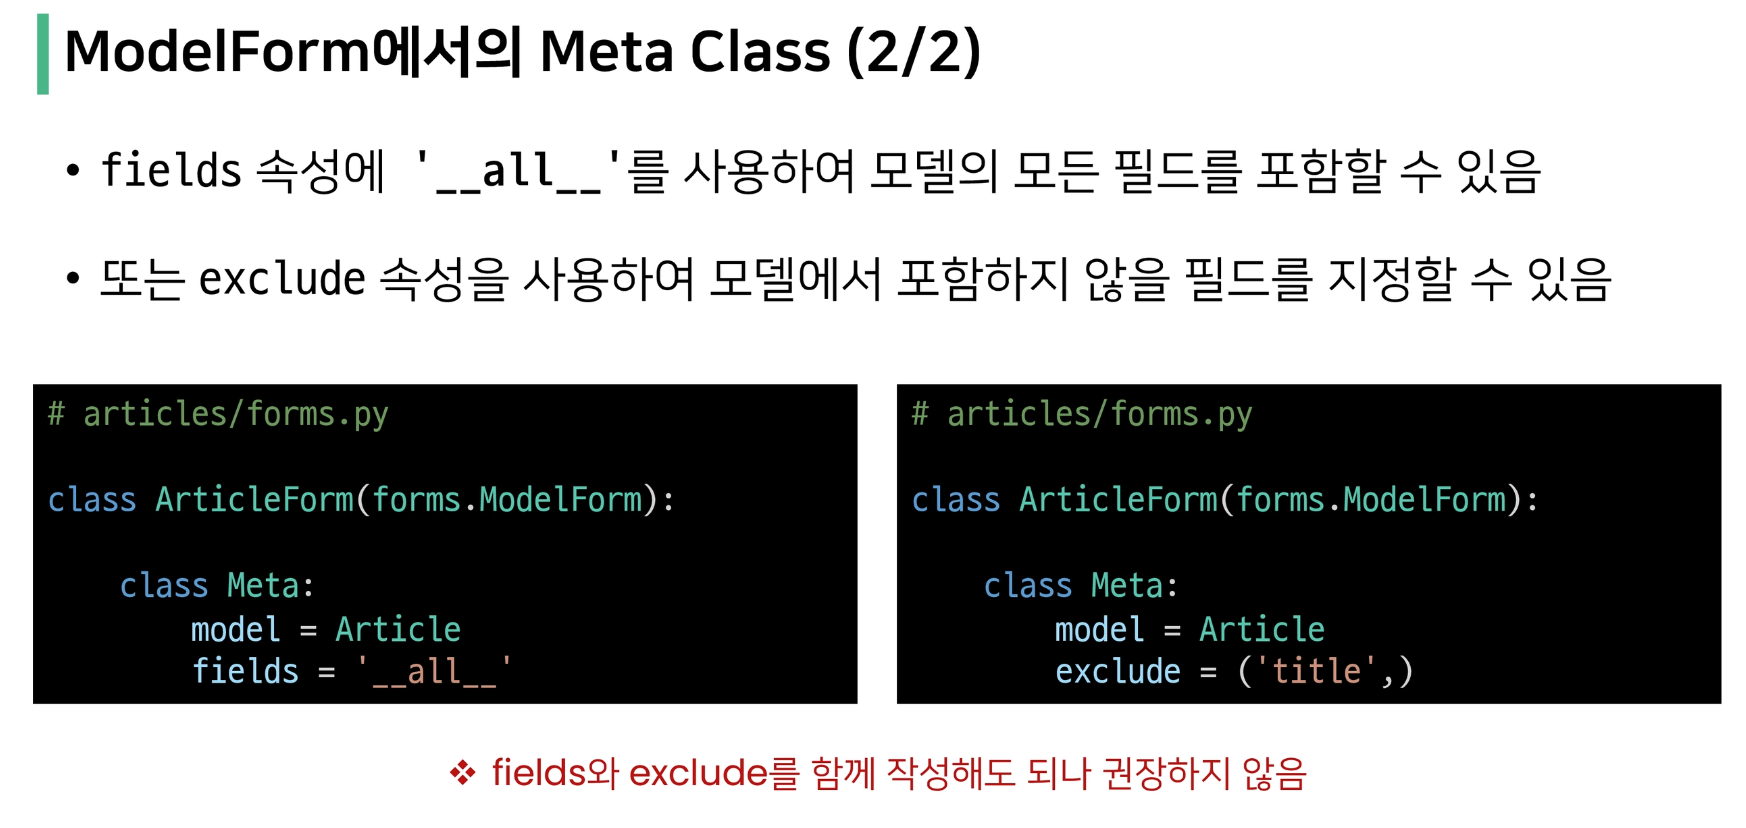 ModelForm에서의 Meta Class (2/2)
• fields 속성에 '__all__'를 사용하여 모델의 모든 필드를 포함할 수 있음
• 또는 exclude 속성을 사용하여 모델에서 포함하지 않을 필드를 지정할 수 있음
# articles/forms.py
class ArticleForm(forms.ModelForm):
    class Meta:
        model = Article
        fields = '__all__'
# articles/forms.py
class ArticleForm(forms.ModelForm):
    class Meta:
        model = Article
        exclude = ('title',)
❖ fields와 exclude를 함께 작성해도 되나 권장하지 않음